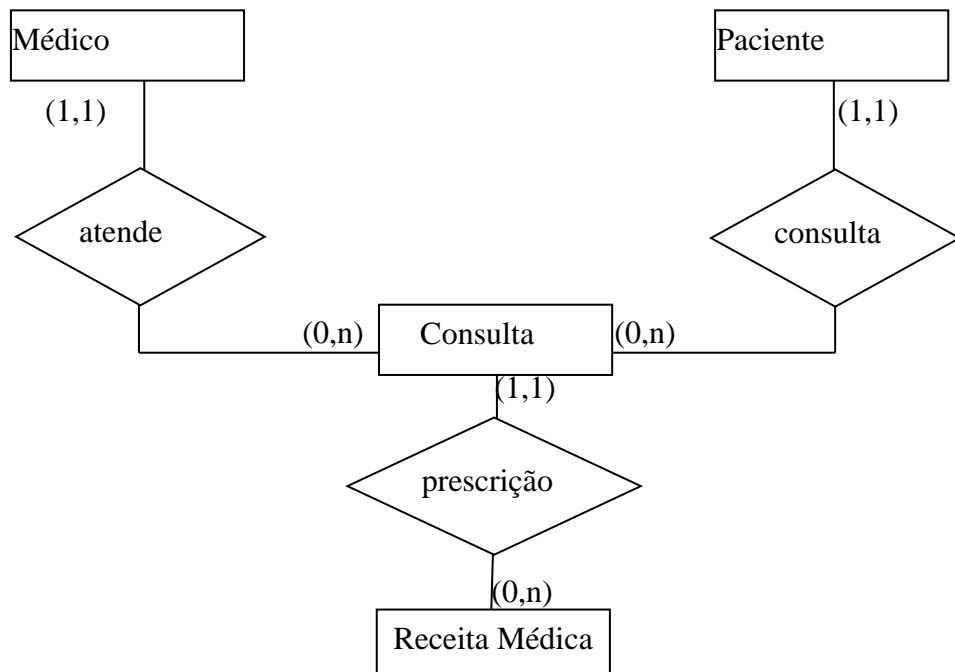 Médico
Paciente
(1,1)
(1,1)
atende
consulta
(0,n)
Consulta
(0,n)
(1,1)
prescrição
(0,n)
Receita Médica